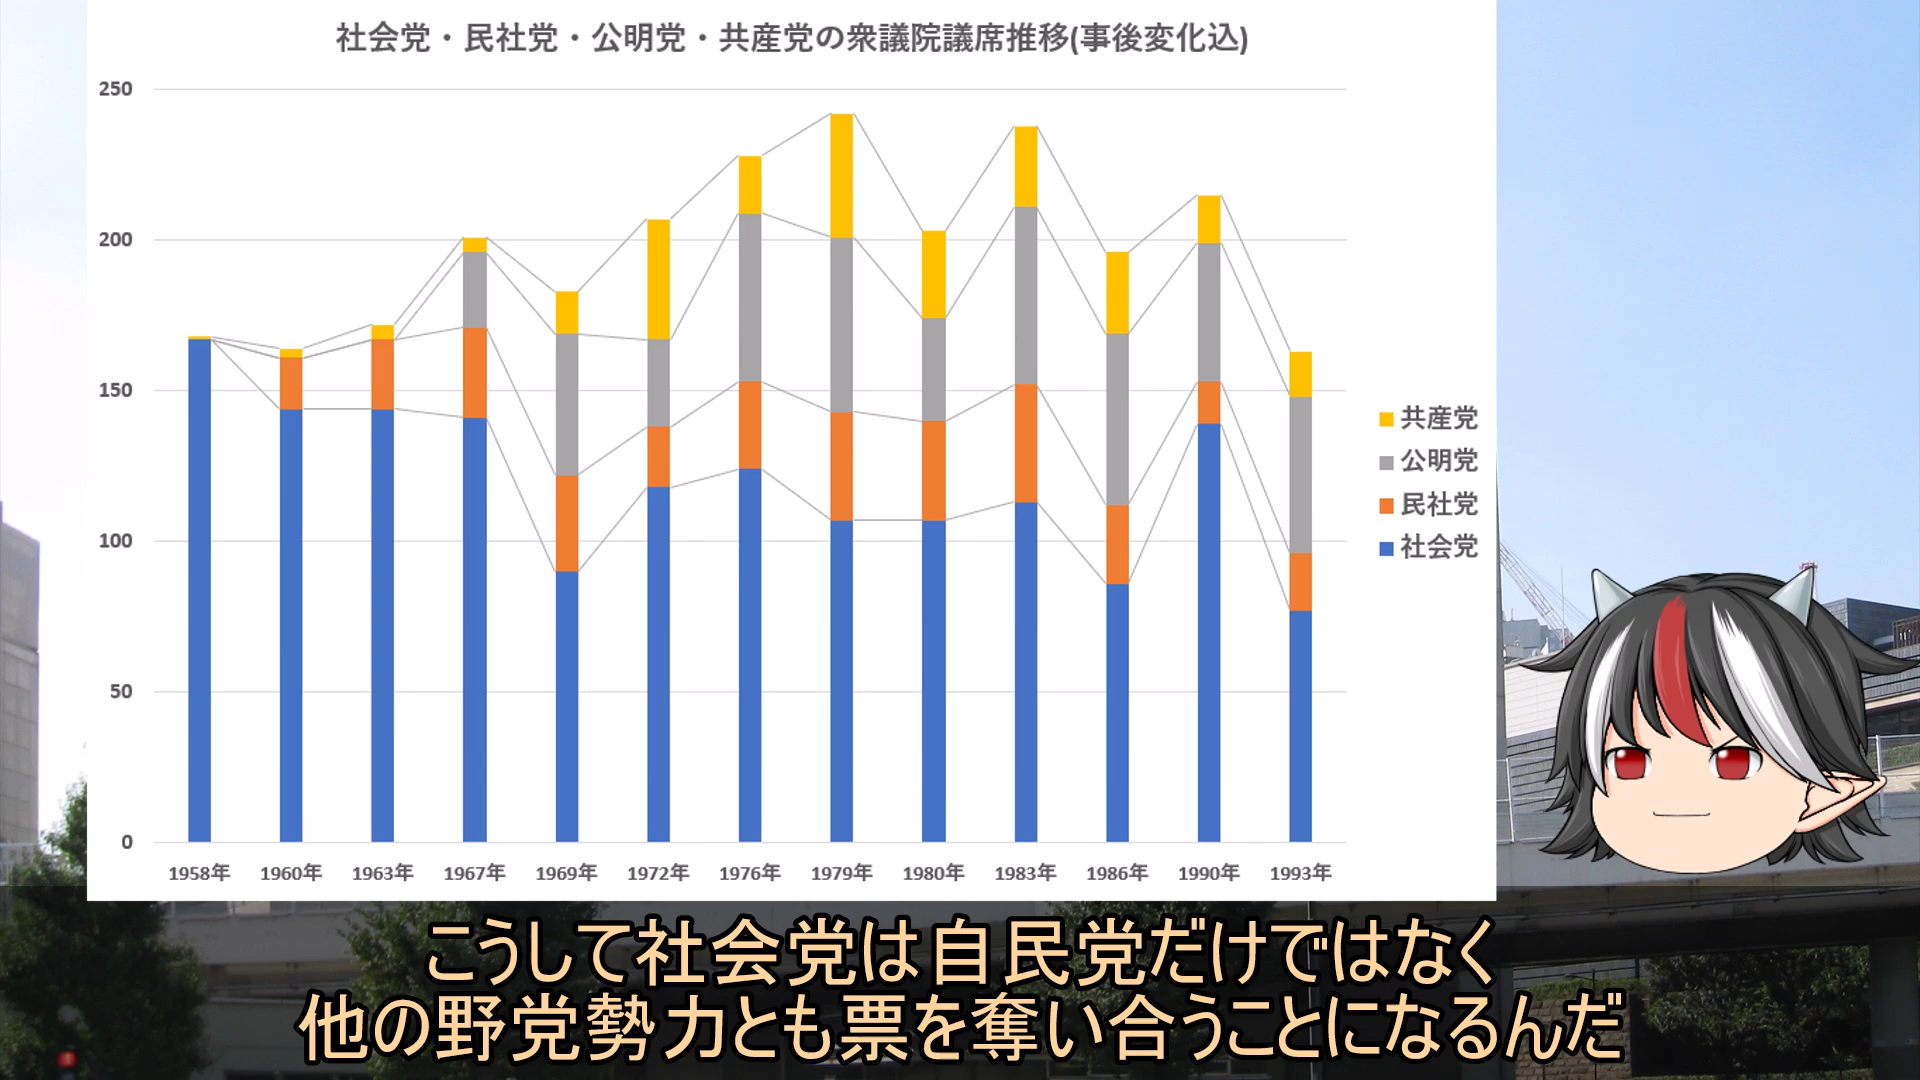 社会党・民社党・公明党・共産党の衆議院議席推移(事後変化込)
250
200
150
100
50
0
1958年 1960年 1963年 1967年 1969年 1972年 1976年 1979年 1980年 1983年 1986年 1990年 1993年
共産党
公明党
民社党
社会党
こうして社会党は自民党だけではなく
他の野党勢力とも票を奪い合うことになるんだ